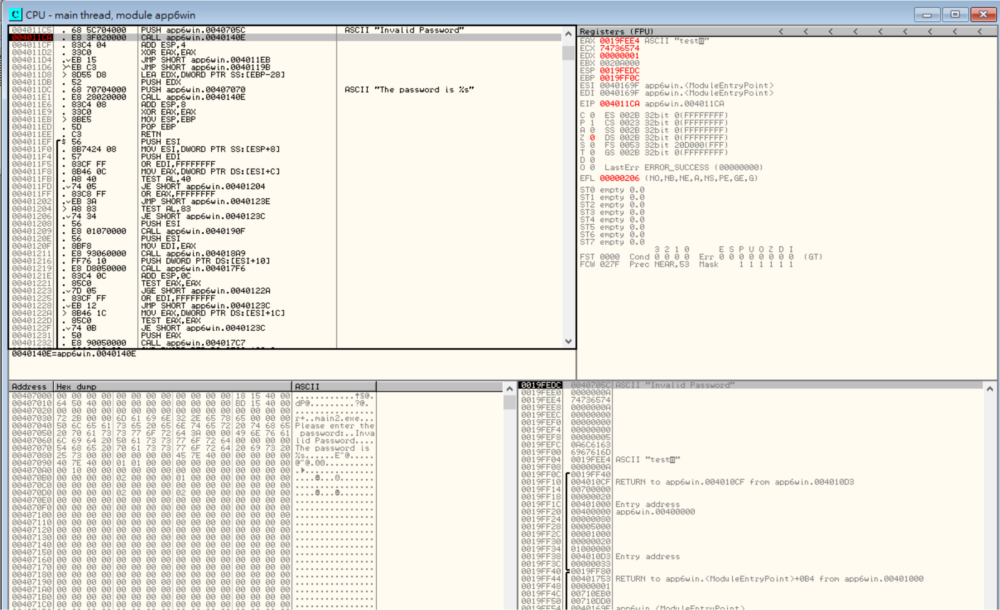 C CPU - main thread, module app6win
004011C5 . 68 5C704000 PUSH app6win.0040705C ASCII "Invalid Password"
004011CA . E8 3F020000 CALL app6win.0040140E
004011CF . 83C4 04 ADD ESP,4
004011D2 . 33C0 XOR EAX,EAX
004011D4 .vEB 15 JMP SHORT app6win.004011EB
004011D6 >^EB C3 JMP SHORT app6win.0040119B
004011D8 > 8D55 D8 LEA EDX,DWORD PTR SS:[EBP-28]
004011DB . 52 PUSH EDX
004011DC . 68 70704000 PUSH app6win.00407070 ASCII "The password is %s"
004011E1 . E8 28020000 CALL app6win.0040140E
004011E6 . 83C4 08 ADD ESP,8
004011E9 . 33C0 XOR EAX,EAX
004011EB > 8BE5 MOV ESP,EBP
004011ED . 5D POP EBP
004011EE . C3 RETN
004011EF $ 56 PUSH ESI
004011F0 . 8B7424 08 MOV ESI,DWORD PTR SS:[ESP+8]
004011F4 . 57 PUSH EDI
004011F5 . 83CF FF OR EDI,FFFFFFFF
004011F8 . 8B46 0C MOV EAX,DWORD PTR DS:[ESI+C]
004011FB . A8 40 TEST AL,40
004011FD .v74 05 JE SHORT app6win.00401204
004011FF . 83C8 FF OR EAX,FFFFFFFF
00401202 .vEB 3A JMP SHORT app6win.0040123E
00401204 > A8 83 TEST AL,83
00401206 .v74 34 JE SHORT app6win.0040123C
00401208 . 56 PUSH ESI
00401209 . E8 01070000 CALL app6win.0040190F
0040120E . 56 PUSH ESI
0040120F . 8BF8 MOV EDI,EAX
00401211 . E8 93060000 CALL app6win.004018A9
00401216 . FF76 10 PUSH DWORD PTR DS:[ESI+10]
00401219 . E8 D8050000 CALL app6win.004017F6
0040121E . 83C4 0C ADD ESP,0C
00401221 . 85C0 TEST EAX,EAX
00401223 .v7D 05 JGE SHORT app6win.0040122A
00401225 . 83CF FF OR EDI,FFFFFFFF
00401228 .vEB 12 JMP SHORT app6win.0040123C
0040122A > 8B46 1C MOV EAX,DWORD PTR DS:[ESI+1C]
0040122D . 85C0 TEST EAX,EAX
0040122F .v74 0B JE SHORT app6win.0040123C
00401231 . 50 PUSH EAX
00401232 . E8 90050000 CALL app6win.004017C7
0040140E=app6win.0040140E
Registers (FPU) < < < < < < < < <
EAX 0019FEE4 ASCII "test◙"
ECX 74736574
EDX 00000001
EBX 0020A000
ESP 0019FEDC
EBP 0019FF0C
ESI 0040169F app6win.<ModuleEntryPoint>
EDI 0040169F app6win.<ModuleEntryPoint>
EIP 004011CA app6win.004011CA
C 0 ES 002B 32bit 0(FFFFFFFF)
P 1 CS 0023 32bit 0(FFFFFFFF)
A 0 SS 002B 32bit 0(FFFFFFFF)
Z 0 DS 002B 32bit 0(FFFFFFFF)
S 0 FS 0053 32bit 20D000(FFF)
T 0 GS 002B 32bit 0(FFFFFFFF)
D 0
O 0 LastErr ERROR_SUCCESS (00000000)
EFL 00000206 (NO,NB,NE,A,NS,PE,GE,G)
ST0 empty 0.0
ST1 empty 0.0
ST2 empty 0.0
ST3 empty 0.0
ST4 empty 0.0
ST5 empty 0.0
ST6 empty 0.0
ST7 empty 0.0
3 2 1 0 E S P U O Z D I
FST 0000 Cond 0 0 0 0 Err 0 0 0 0 0 0 0 0 (GT)
FCW 027F Prec NEAR,53 Mask 1 1 1 1 1 1
Address Hex dump ASCII
00407000 00 00 00 00 00 00 00 00 00 00 00 00 18 15 40 00 ............↑§@.
00407010 64 50 40 00 00 00 00 00 00 00 00 00 BD 15 40 00 dP@.........?@.
00407020 00 00 00 00 00 00 00 00 00 00 00 00 00 00 00 00 ................
00407030 72 2B 00 00 6D 61 69 6E 32 2E 65 78 65 00 00 00 r+..main2.exe...
00407040 50 6C 65 61 73 65 20 65 6E 74 65 72 20 74 68 65 Please enter the
00407050 20 70 61 73 73 77 6F 72 64 3A 00 00 49 6E 76 61  password:..Inva
00407060 6C 69 64 20 50 61 73 73 77 6F 72 64 00 00 00 00 lid Password....
00407070 54 68 65 20 70 61 73 73 77 6F 72 64 20 69 73 20 The password is
00407080 25 73 00 00 00 00 00 00 45 7E 40 00 00 00 00 00 %s......E~@.....
00407090 40 7E 40 00 01 01 00 00 00 00 00 00 00 00 00 00 @~@.☺☺..........
004070A0 00 10 00 00 00 00 00 00 00 00 00 00 00 00 00 00 .►..............
004070B0 00 00 00 00 02 00 00 00 01 00 00 00 00 00 00 00 ....☻...☺.......
004070C0 00 00 00 00 00 00 00 00 00 00 00 00 00 00 00 00 ................
004070D0 00 00 00 00 02 00 00 00 02 00 00 00 00 00 00 00 ....☻...☻.......
004070E0 00 00 00 00 00 00 00 00 00 00 00 00 00 00 00 00 ................
004070F0 00 00 00 00 00 00 00 00 00 00 00 00 00 00 00 00 ................
00407100 00 00 00 00 00 00 00 00 00 00 00 00 00 00 00 00 ................
00407110 00 00 00 00 00 00 00 00 00 00 00 00 00 00 00 00 ................
00407120 00 00 00 00 00 00 00 00 00 00 00 00 00 00 00 00 ................
00407130 00 00 00 00 00 00 00 00 00 00 00 00 00 00 00 00 ................
00407140 00 00 00 00 00 00 00 00 00 00 00 00 00 00 00 00 ................
00407150 00 00 00 00 00 00 00 00 00 00 00 00 00 00 00 00 ................
00407160 00 00 00 00 00 00 00 00 00 00 00 00 00 00 00 00 ................
00407170 00 00 00 00 00 00 00 00 00 00 00 00 00 00 00 00 ................
00407180 00 00 00 00 00 00 00 00 00 00 00 00 00 00 00 00 ................
00407190 00 00 00 00 00 00 00 00 00 00 00 00 00 00 00 00 ................
004071A0 00 00 00 00 00 00 00 00 00 00 00 00 00 00 00 00 ................
004071B0 00 00 00 00 00 00 00 00 00 00 00 00 00 00 00 00 ................
004071C0 00 00 00 00 00 00 00 00 00 00 00 00 00 00 00 00 ................
0019FEDC 0040705C ASCII "Invalid Password"
0019FEE0 0000000A
0019FEE4 74736574
0019FEE8 0000000A
0019FEEC 00000000
0019FEF0 00000000
0019FEF4 00000000
0019FEF8 00000005
0019FEFC 0A6C6163
0019FF00 6967616D
0019FF04 0019FEE4 ASCII "test◙"
0019FF08 0000000A
0019FF0C 0019FF40
0019FF10 004010CF RETURN to app6win.004010CF from app6win.004010D3
0019FF14 00700000
0019FF18 00000020
0019FF1C 00401000 Entry address
0019FF20 00400000 app6win.00400000
0019FF24 00000080
0019FF28 00005000
0019FF2C 00001000
0019FF30 00000020
0019FF34 01000000
0019FF38 004010D3 Entry address
0019FF3C 00000033
0019FF40 0019FF80
0019FF44 00401753 RETURN to app6win.<ModuleEntryPoint>+0B4 from app6win.00401000
0019FF48 00000001
0019FF4C 00710EB0
0019FF50 00710DD0
0019FF54 0040169F app6win.<ModuleEntryPoint>